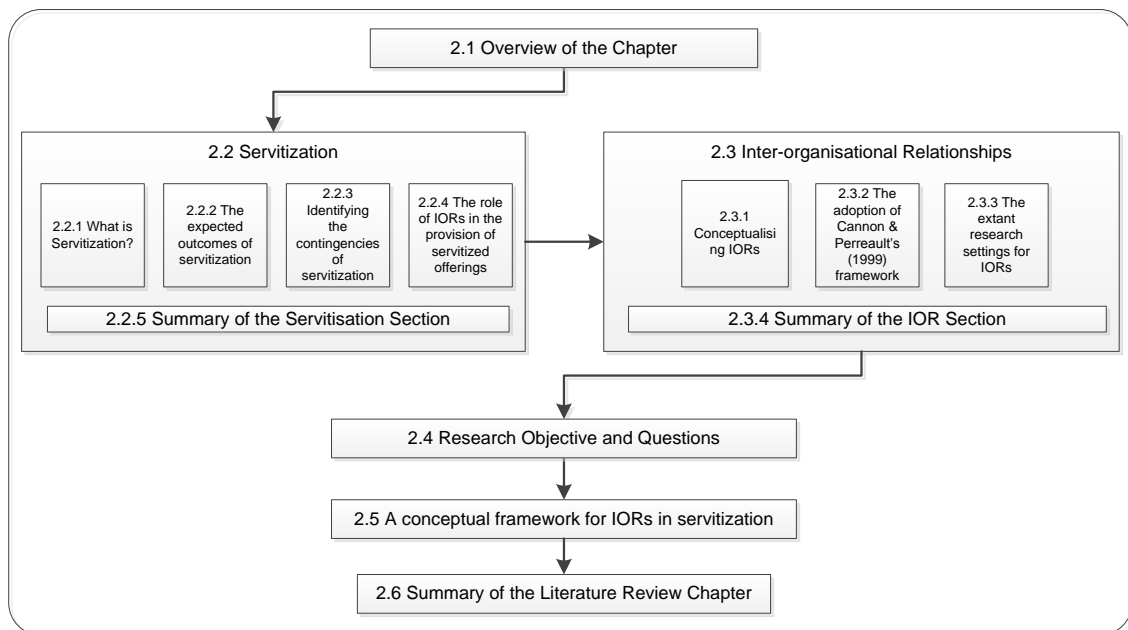 2.1 Overview of the Chapter
2.2 Servitization
2.2.1 What is
Servitization?
2.2.2 The
expected
outcomes of
servitization
2.2.3
Identifying
the
contingencies
of
servitization
2.2.4 The role
of IORs in the
provision of
servitized
offerings
2.2.5 Summary of the Servitisation Section
2.3 Inter-organisational Relationships
2.3.1
Conceptualisi
ng IORs
2.3.2 The
adoption of
Cannon &
Perreault's
(1999)
framework
2.3.3 The
extant
research
settings for
IORs
2.3.4 Summary of the IOR Section
2.4 Research Objective and Questions
2.5 A conceptual framework for IORs in servitization
2.6 Summary of the Literature Review Chapter